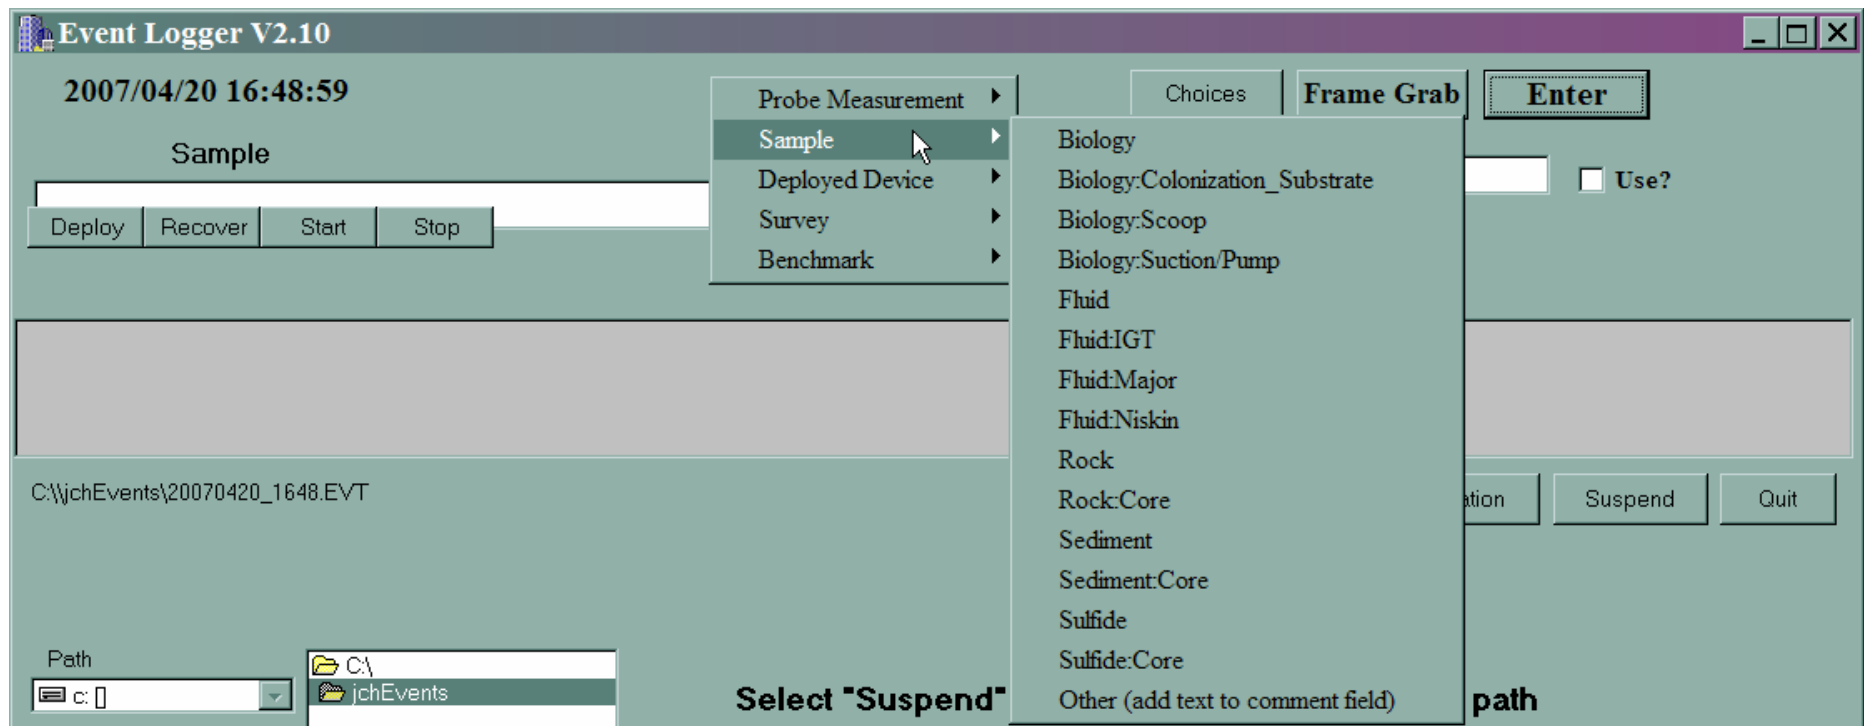 Event Logger V2.10
2007/04/20 16:48:59
Choices
Frame Grab
Enter
Sample
Use?
Deploy
Recover
Start
Stop
Probe Measurement
Sample
Deployed Device
Survey
Benchmark
Biology
Biology:Colonization_Substrate
Biology:Scoop
Biology:Suction/Pump
Fluid
Fluid:IGT
Fluid:Major
Fluid:Niskin
Rock
Rock:Core
Sediment
Sediment:Core
Sulfide
Sulfide:Core
Other (add text to comment field)
C:\\jchEvents\20070420_1648.EVT
Suspend
Quit
Path
c: []
C:\
jchEvents
Select "Suspend" path